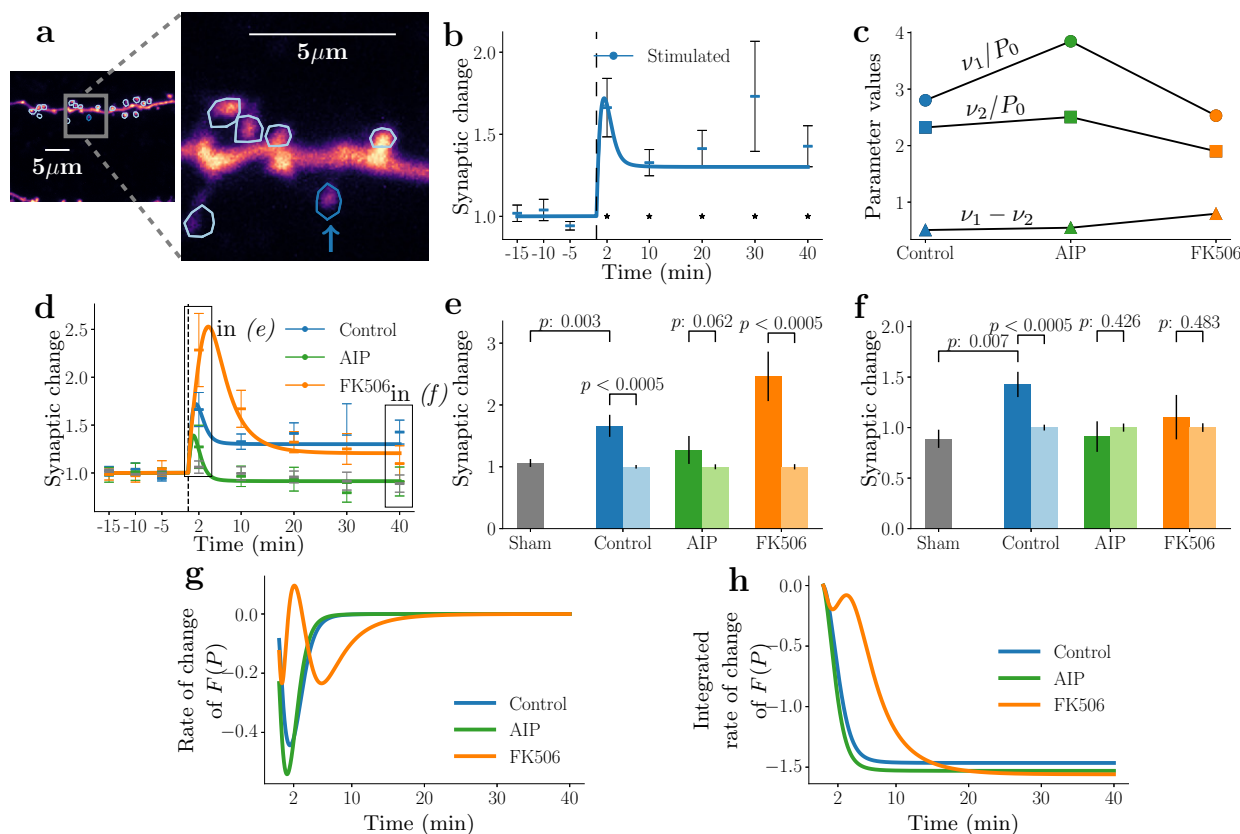 a
5μm
5μm
b
Synaptic change
2.0
1.5
1.0
Stimulated
-15
-10
-5
2
10
20
30
40
Time (min)
c
Parameter values
4
3
2
1
ν₁/P₀
ν₂/P₀
ν₁ − ν₂
Control
AIP
FK506
d
Synaptic change
2.5
2.0
1.5
1.0
in (e)
Control
AIP
FK506
in (f)
-15
-10
-5
2
10
20
30
40
Time (min)
e
Synaptic change
3
2
1
0
p: 0.003
p < 0.0005
p: 0.062
p < 0.0005
Sham
Control
AIP
FK506
f
Synaptic change
2.0
1.5
1.0
0.5
0.0
p: 0.007
p < 0.0005
p: 0.426
p: 0.483
Sham
Control
AIP
FK506
g
Rate of change
of F(P)
0.0
−0.2
−0.4
Control
AIP
FK506
2
10
20
30
40
Time (min)
h
Integrated
rate of change
of F(P)
0.0
−0.5
−1.0
−1.5
Control
AIP
FK506
2
10
20
30
40
Time (min)